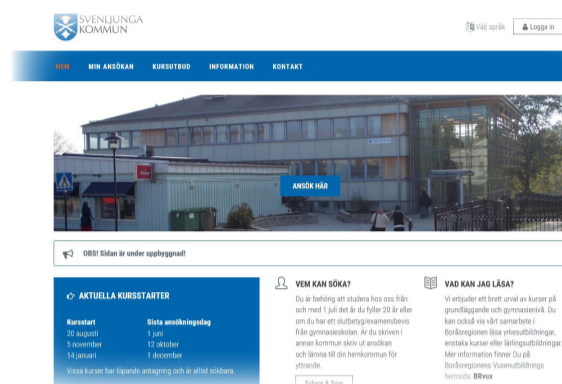 SVENLJUNGA
KOMMUN
Välj språk
Logga in
HEM MIN ANSÖKAN KURSUTBUD INFORMATION KONTAKT
ANSÖK HÄR
OBS! Sidan är under uppbyggnad!
AKTUELLA KURSSTARTER
Kursstart Sista ansökningsdag
20 augusti 1 juni
5 november 12 oktober
14 januari 1 december
Vissa kurser har löpande antagning och är alltid sökbara.
VEM KAN SÖKA?
Du är behörig att studera hos oss från
och med 1 juli det år du fyller 20 år eller
om du har ett slutbetyg/examensbevis
från gymnasieskolan. Är du skriven i
annan kommun skriv ut ansökan
och lämna till din hemkommun för
yttrande.
Frågor & Svar
VAD KAN JAG LÄSA?
Vi erbjuder ett brett urval av kurser på
grundläggande och gymnasienivå. Du
kan också via vårt samarbete i
Boråsregionen läsa yrkesutbildningar,
enstaka kurser eller lärlingsutbildningar.
Mer information finner Du på
Boråsregionens Vuxenutbildnings
hemsida: BRvux